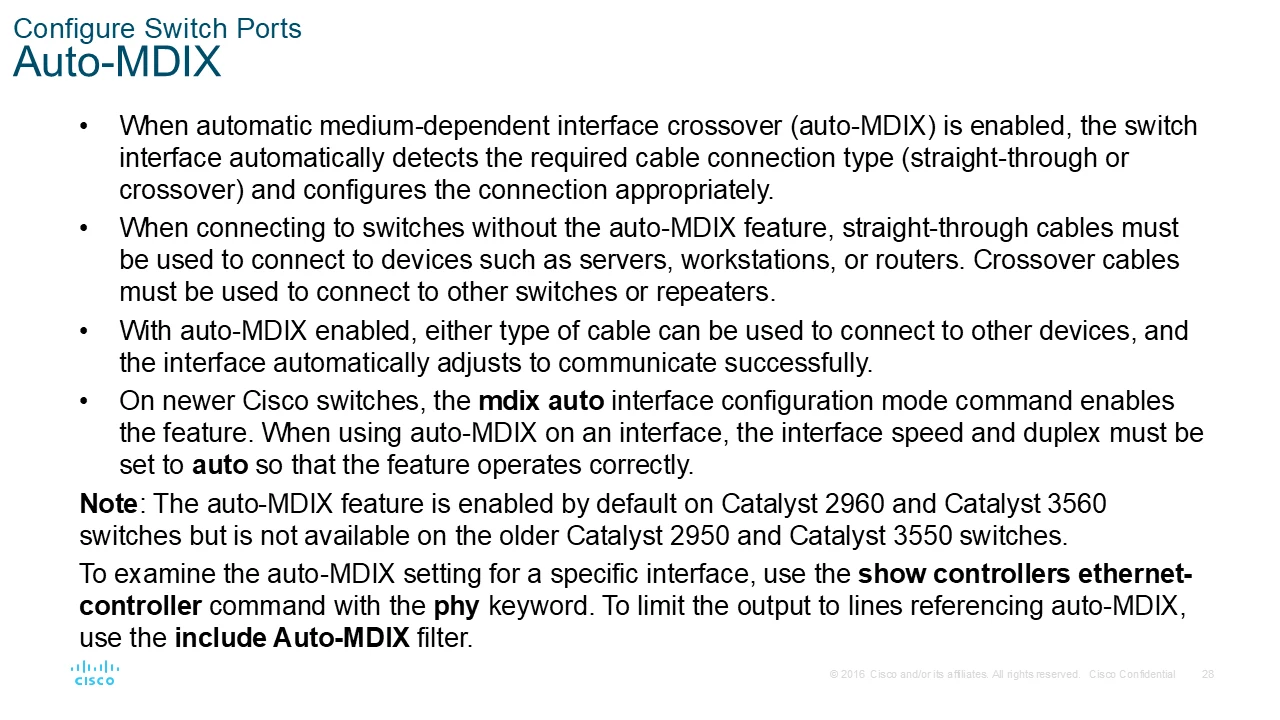 Configure Switch Ports
Auto-MDIX
• When automatic medium-dependent interface crossover (auto-MDIX) is enabled, the switch
interface automatically detects the required cable connection type (straight-through or
crossover) and configures the connection appropriately.
• When connecting to switches without the auto-MDIX feature, straight-through cables must
be used to connect to devices such as servers, workstations, or routers. Crossover cables
must be used to connect to other switches or repeaters.
• With auto-MDIX enabled, either type of cable can be used to connect to other devices, and
the interface automatically adjusts to communicate successfully.
• On newer Cisco switches, the mdix auto interface configuration mode command enables
the feature. When using auto-MDIX on an interface, the interface speed and duplex must be
set to auto so that the feature operates correctly.
Note: The auto-MDIX feature is enabled by default on Catalyst 2960 and Catalyst 3560
switches but is not available on the older Catalyst 2950 and Catalyst 3550 switches.
To examine the auto-MDIX setting for a specific interface, use the show controllers ethernet-
controller command with the phy keyword. To limit the output to lines referencing auto-MDIX,
use the include Auto-MDIX filter.
CISCO
© 2016 Cisco and/or its affiliates. All rights reserved. Cisco Confidential 28